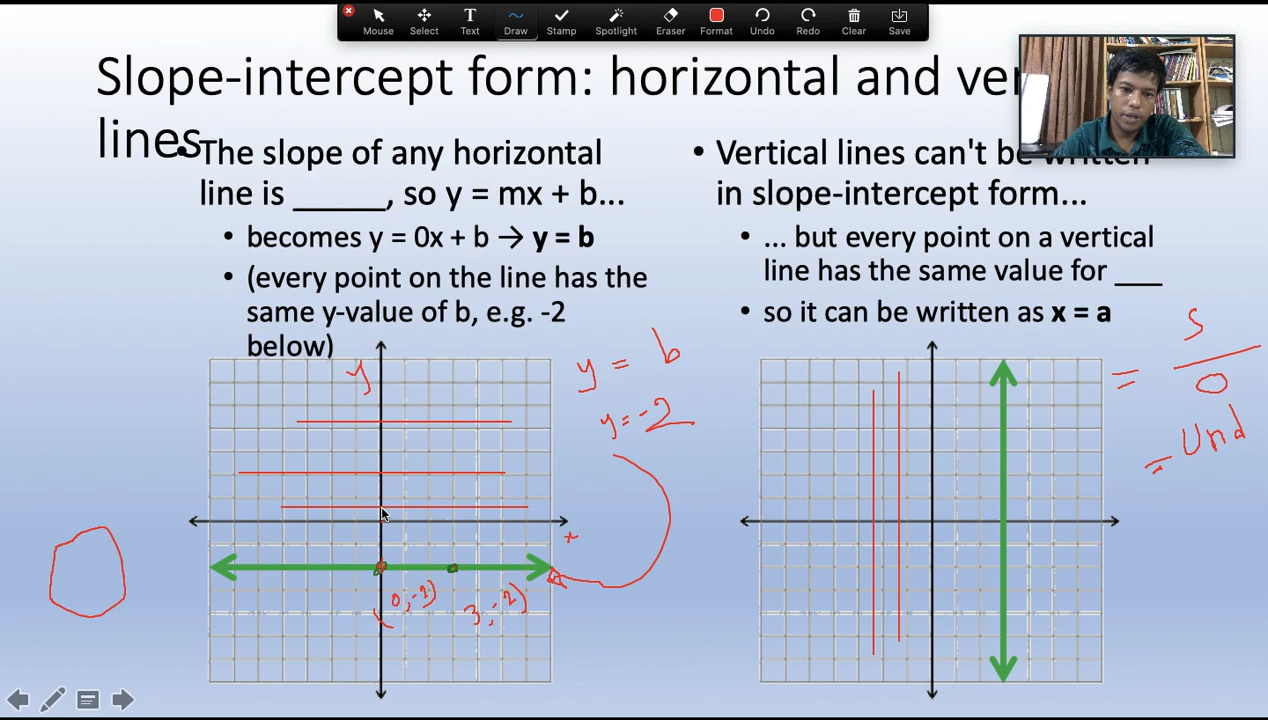 Mouse Select Text Draw Stamp Spotlight Eraser Format Undo Redo Clear Save
Slope-intercept form: horizontal and ver
lines
• The slope of any horizontal
line is _____, so y = mx + b...
• becomes y = 0x + b → y = b
• (every point on the line has the
same y-value of b, e.g. -2
below)
• Vertical lines can't be written
in slope-intercept form...
• ... but every point on a vertical
line has the same value for ___
• so it can be written as x = a
y
y = b
y = -2
x
(0, -2)
3, -2)
= 5/0
= Und
0